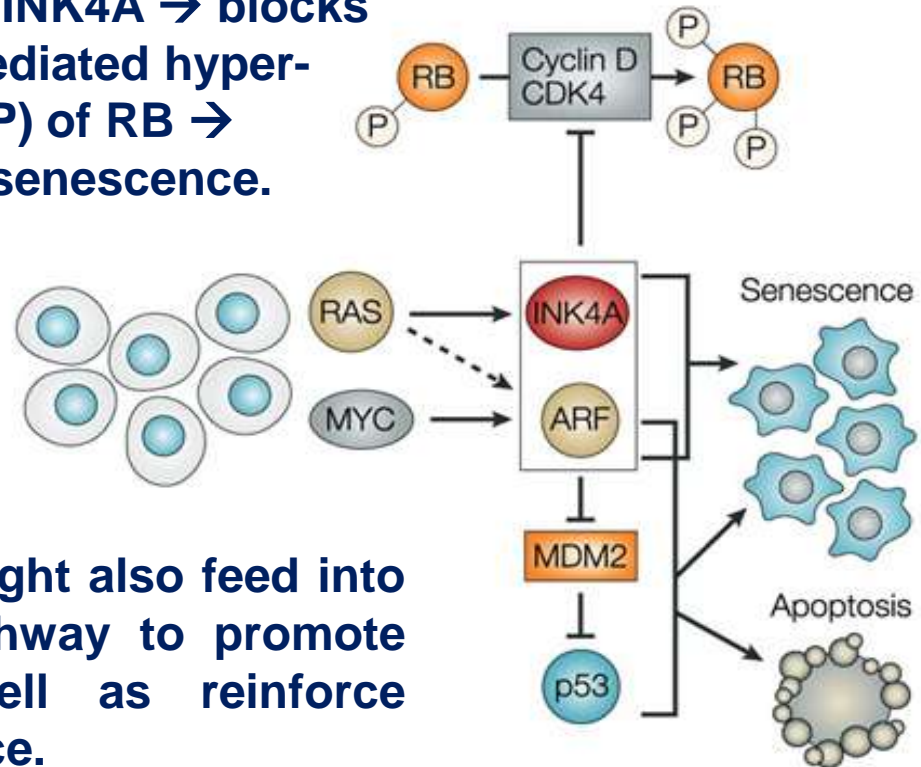 INK4A → blocks
ediated hyper-
P) of RB →
senescence.
RB
P
Cyclin D
CDK4
RB
P
P
P
RAS
MYC
INK4A
ARF
MDM2
p53
Senescence
Apoptosis
ght also feed into
hway to promote
ell as reinforce
ce.